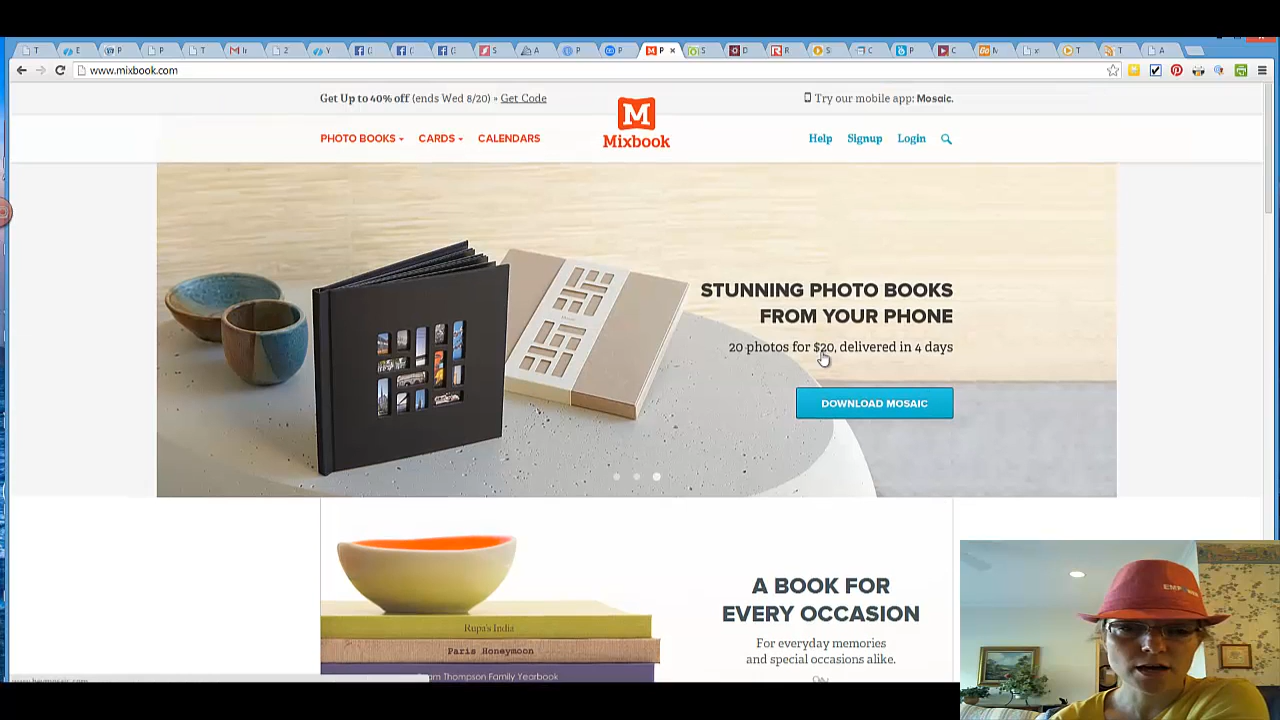 T E P P T M I 2 Y S P P S D R S C P C M x T T A
www.mixbook.com
Get Up to 40% off (ends Wed 8/20) » Get Code
Try our mobile app: Mosaic.
M
Mixbook
PHOTO BOOKS CARDS CALENDARS
Help Signup Login
STUNNING PHOTO BOOKS
FROM YOUR PHONE
20 photos for $20, delivered in 4 days
DOWNLOAD MOSAIC
A BOOK FOR
EVERY OCCASION
For everyday memories
and special occasions alike.
Rupa's India
Paris Honeymoon
Thompson Family Yearbook